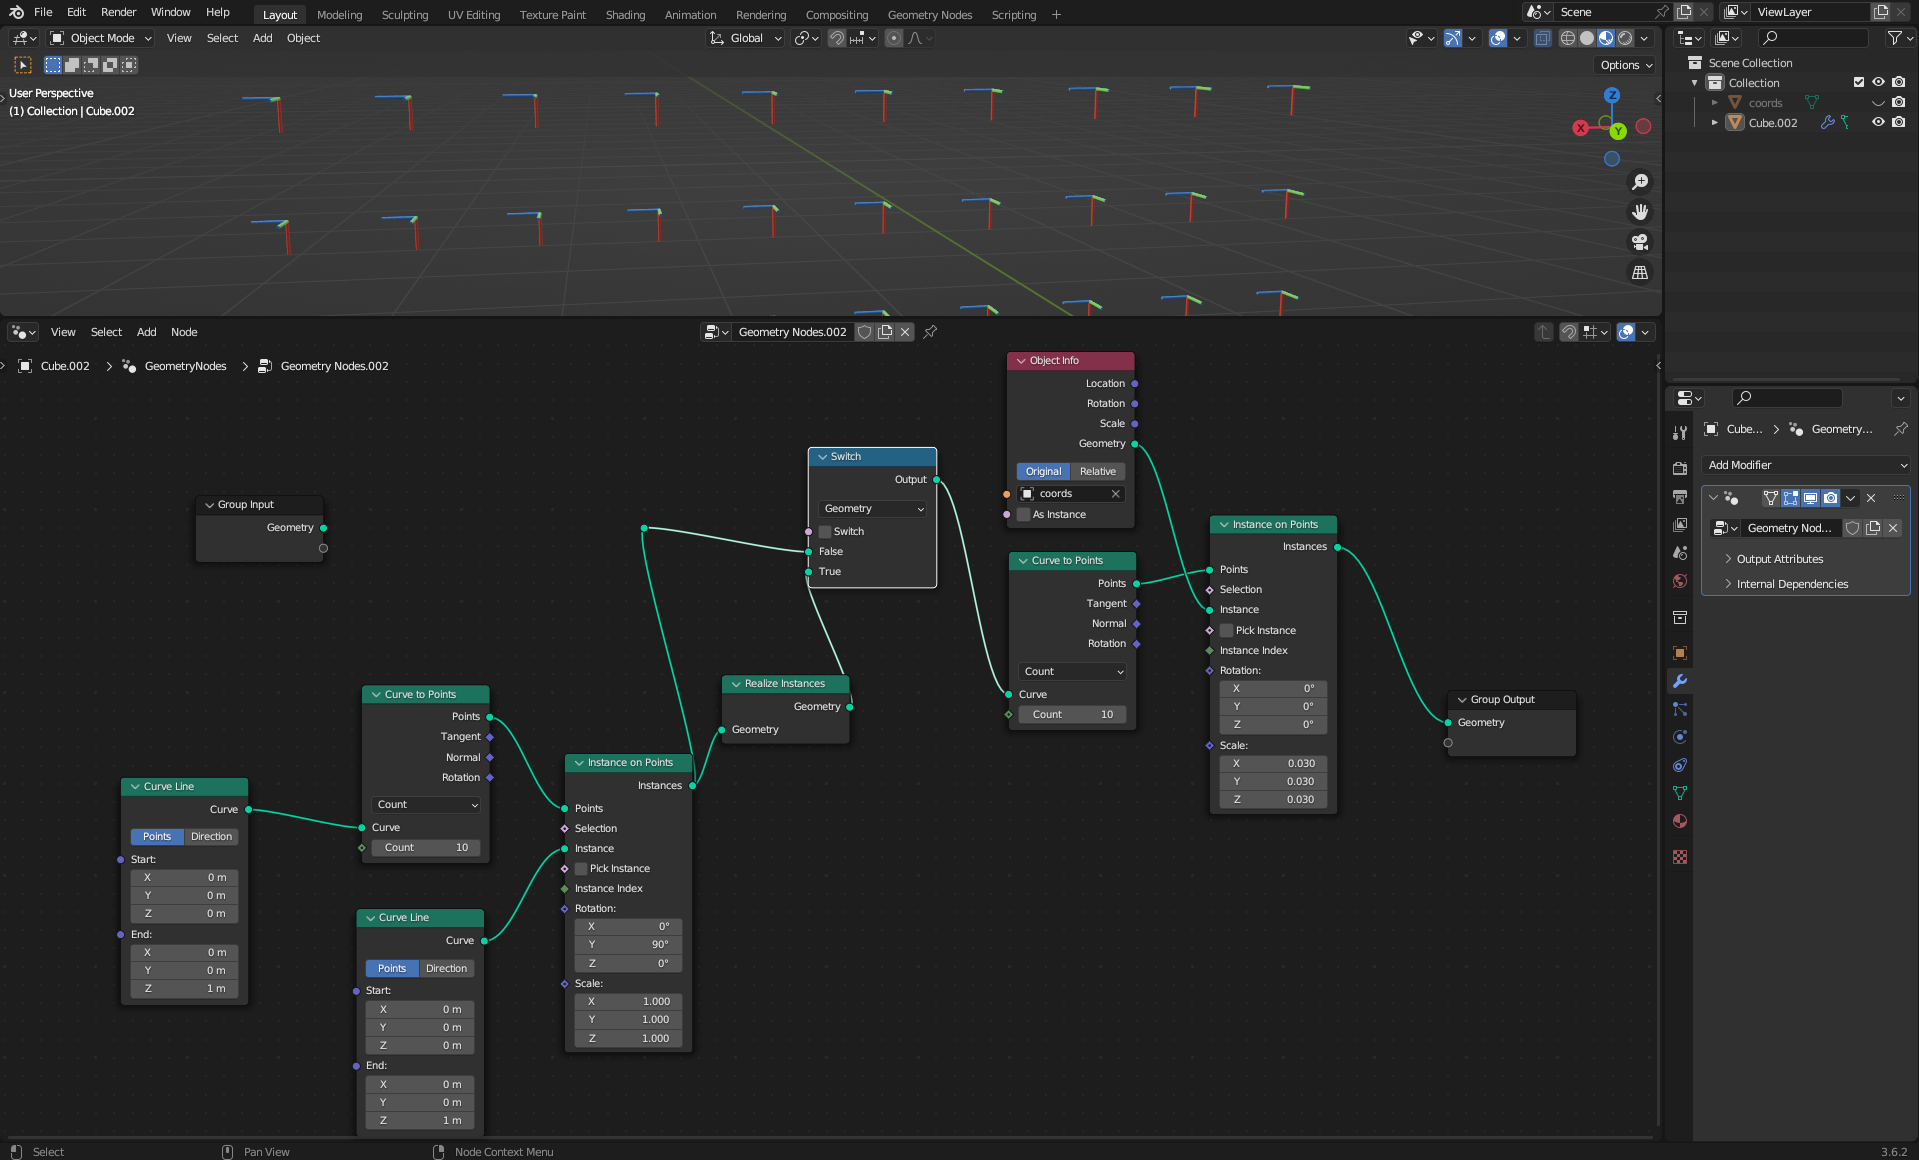 File Edit Render Window Help
Layout Modeling Sculpting UV Editing Texture Paint Shading Animation Rendering Compositing Geometry Nodes Scripting +
Scene
ViewLayer
Object Mode View Select Add Object
Global
Options
User Perspective
(1) Collection | Cube.002
Z
X
Y
Scene Collection
Collection
coords
Cube.002
View Select Add Node
Geometry Nodes.002
Cube.002 > GeometryNodes > Geometry Nodes.002
Group Input
Geometry
Curve Line
Curve
Points Direction
Start:
X 0 m
Y 0 m
Z 0 m
End:
X 0 m
Y 0 m
Z 1 m
Curve to Points
Points
Tangent
Normal
Rotation
Count
Curve
Count 10
Curve Line
Curve
Points Direction
Start:
X 0 m
Y 0 m
Z 0 m
End:
X 0 m
Y 0 m
Z 1 m
Instance on Points
Instances
Points
Selection
Instance
Pick Instance
Instance Index
Rotation:
X 0°
Y 90°
Z 0°
Scale:
X 1.000
Y 1.000
Z 1.000
Realize Instances
Geometry
Geometry
Switch
Output
Geometry
Switch
False
True
Object Info
Location
Rotation
Scale
Geometry
Original Relative
coords
As Instance
Curve to Points
Points
Tangent
Normal
Rotation
Count
Curve
Count 10
Instance on Points
Instances
Points
Selection
Instance
Pick Instance
Instance Index
Rotation:
X 0°
Y 0°
Z 0°
Scale:
X 0.030
Y 0.030
Z 0.030
Group Output
Geometry
Cube... > Geometry...
Add Modifier
Geometry Nod...
Output Attributes
Internal Dependencies
Select
Pan View
Node Context Menu
3.6.2